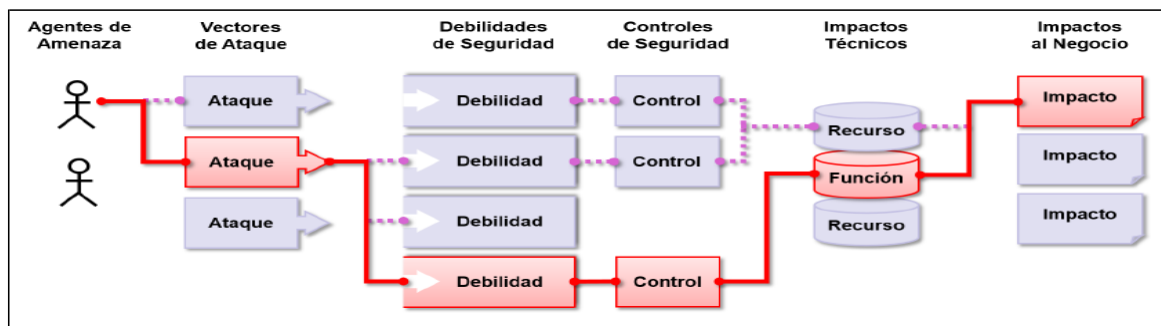 Agentes de Amenaza
Vectores de Ataque
Debilidades de Seguridad
Controles de Seguridad
Impactos Técnicos
Impactos al Negocio
Ataque
Debilidad
Control
Impacto
Recurso
Ataque
Debilidad
Control
Impacto
Función
Ataque
Debilidad
Recurso
Impacto
Debilidad
Control